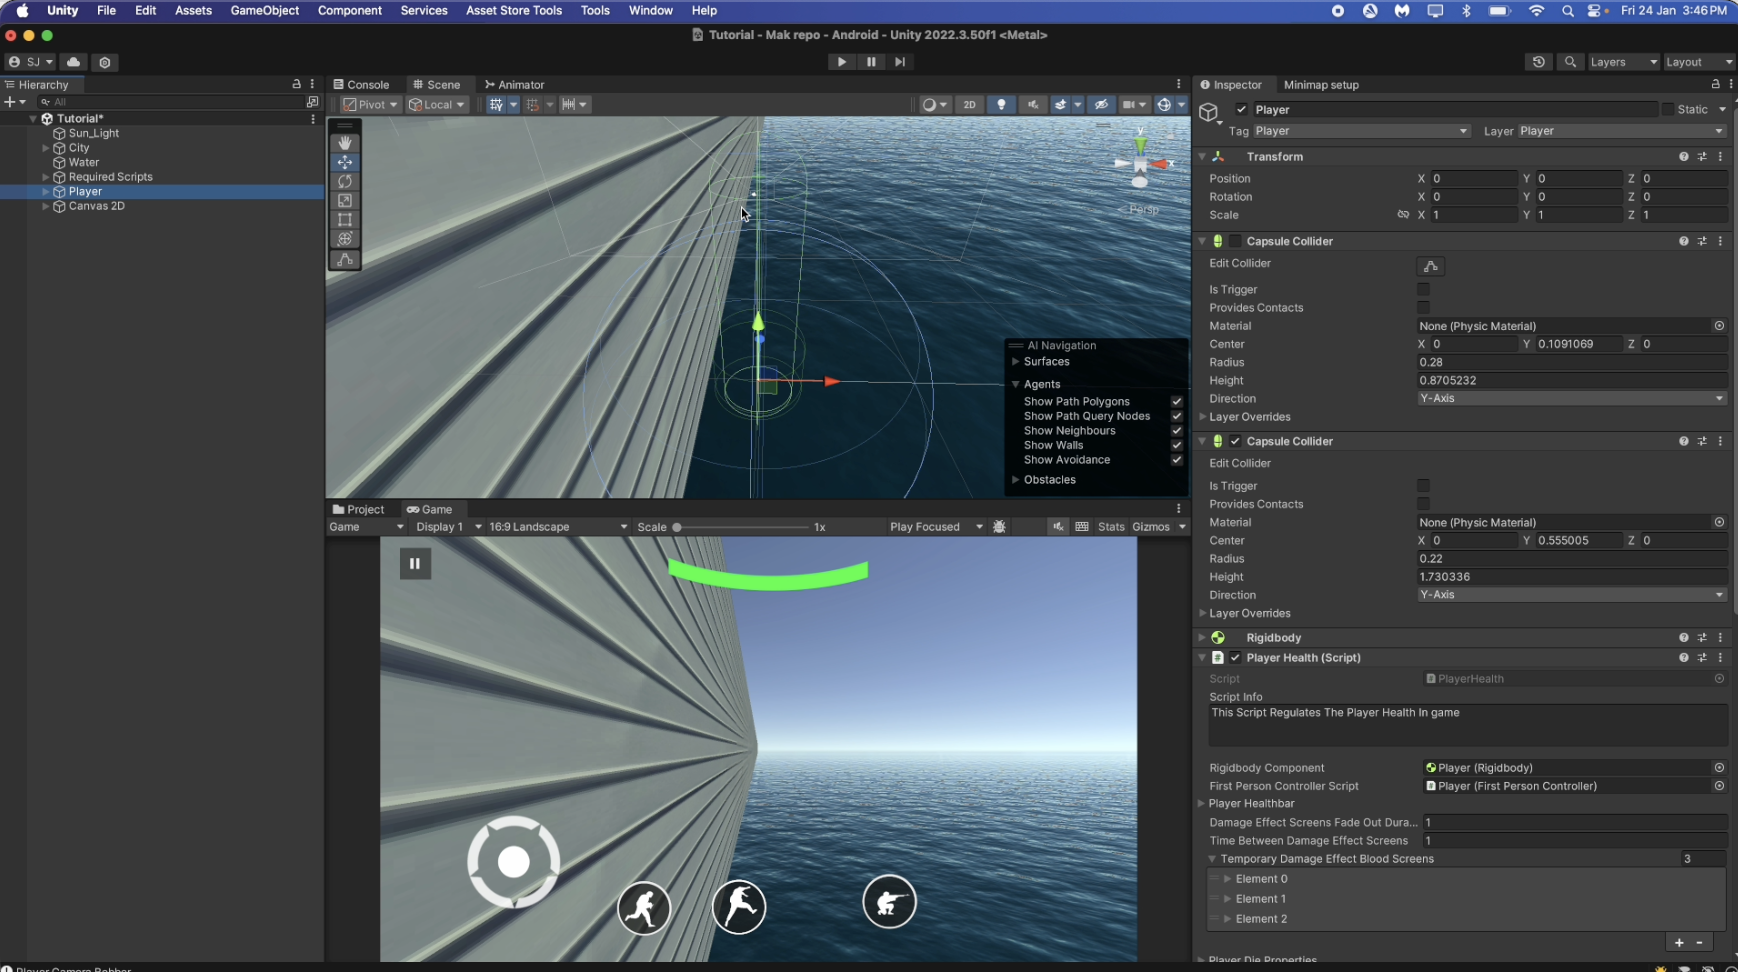 Unity File Edit Assets GameObject Component Services Asset Store Tools Tools Window Help Fri 24 Jan 3:46 PM
Tutorial - Mak repo - Android - Unity 2022.3.50f1 <Metal>
SJ Layers Layout
Hierarchy Console Scene Animator Inspector Minimap setup
All Pivot Local 2D Player Static
Tag Player Layer Player
Tutorial*
Sun_Light
City
Water
Required Scripts
Player
Canvas 2D
y
x
Persp
AI Navigation
Surfaces
Agents
Show Path Polygons
Show Path Query Nodes
Show Neighbours
Show Walls
Show Avoidance
Obstacles
Project Game
Game Display 1 16:9 Landscape Scale 1x Play Focused Stats Gizmos
Transform
Position X 0 Y 0 Z 0
Rotation X 0 Y 0 Z 0
Scale X 1 Y 1 Z 1
Capsule Collider
Edit Collider
Is Trigger
Provides Contacts
Material None (Physic Material)
Center X 0 Y 0.1091069 Z 0
Radius 0.28
Height 0.8705232
Direction Y-Axis
Layer Overrides
Capsule Collider
Edit Collider
Is Trigger
Provides Contacts
Material None (Physic Material)
Center X 0 Y 0.555005 Z 0
Radius 0.22
Height 1.730336
Direction Y-Axis
Layer Overrides
Rigidbody
Player Health (Script)
Script PlayerHealth
Script Info
This Script Regulates The Player Health In game
Rigidbody Component Player (Rigidbody)
First Person Controller Script Player (First Person Controller)
Player Healthbar
Damage Effect Screens Fade Out Dura... 1
Time Between Damage Effect Screens 1
Temporary Damage Effect Blood Screens 3
Element 0
Element 1
Element 2
+ -
Player Die Properties
Player Camera Bobber